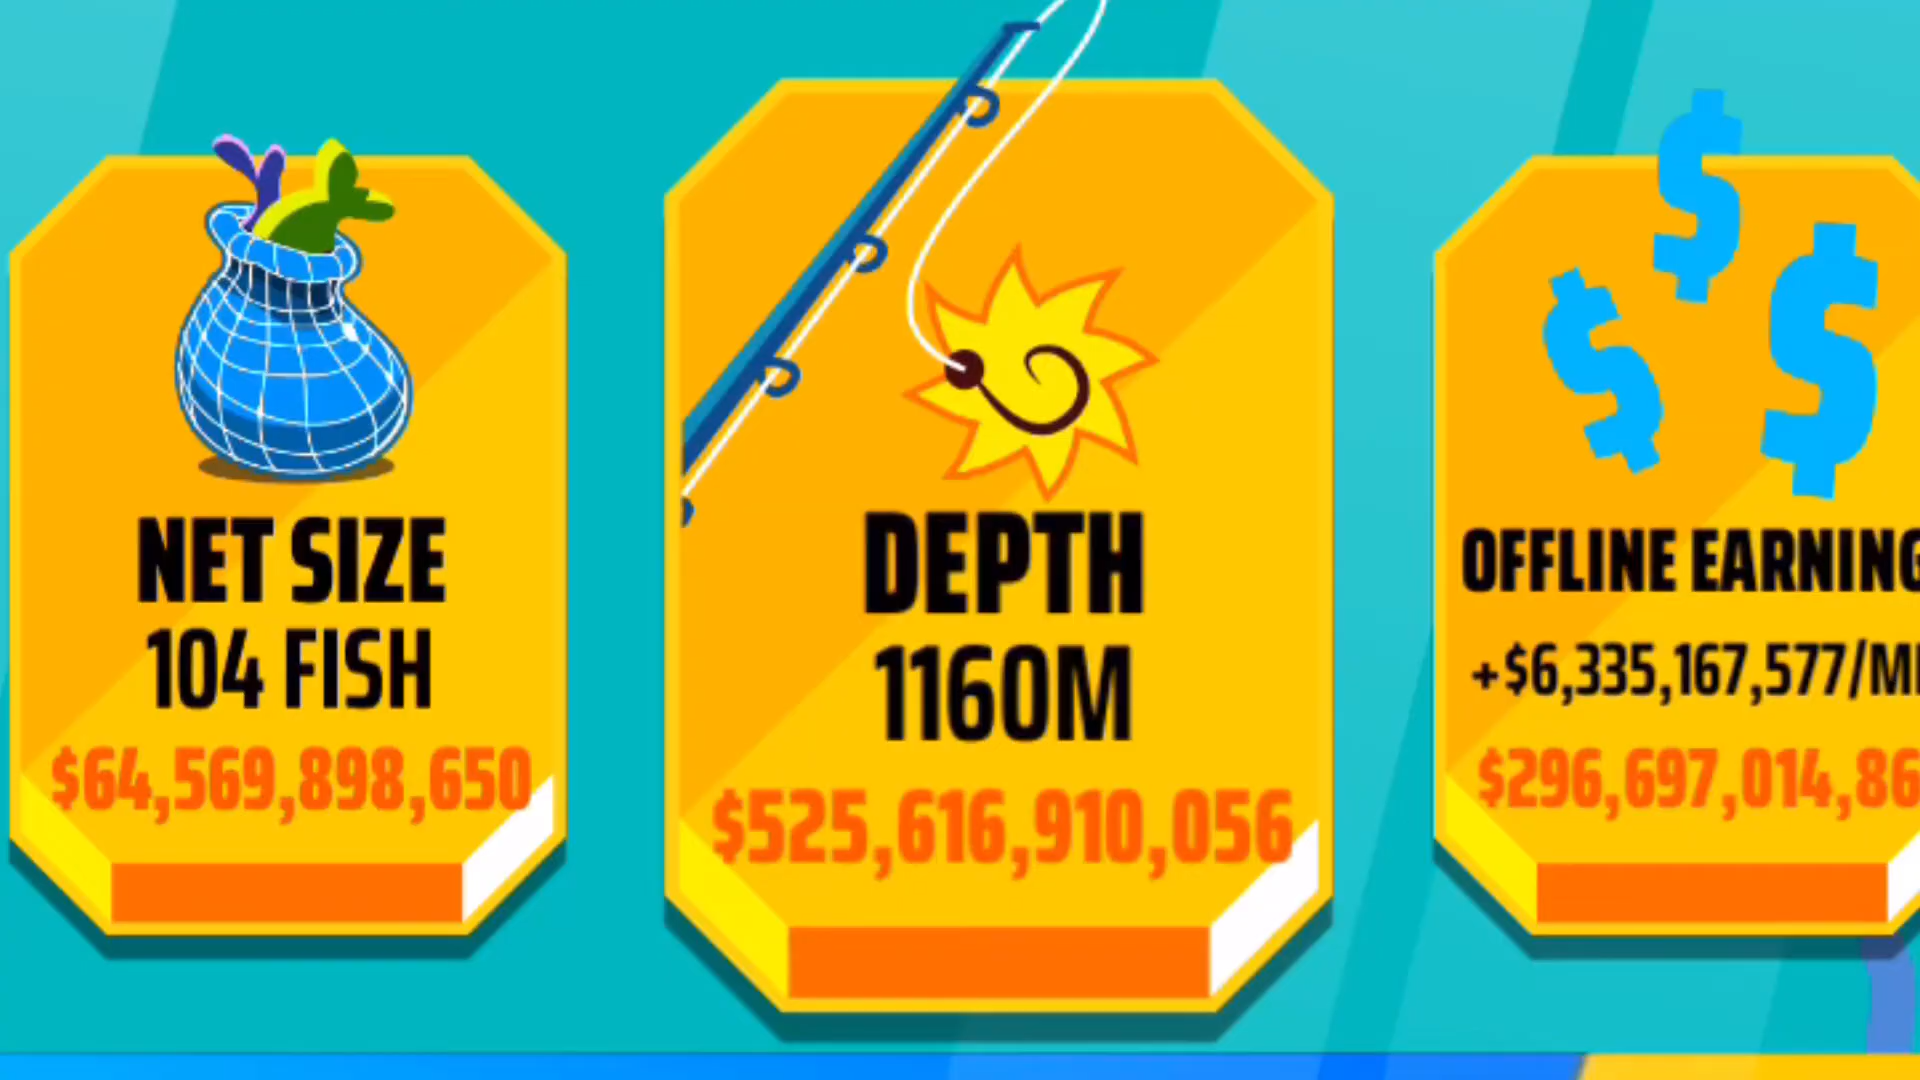 NET SIZE
104 FISH
$64,569,898,650
DEPTH
1160M
$525,616,910,056
OFFLINE EARNING
+$6,335,167,577/MI
$296,697,014,86